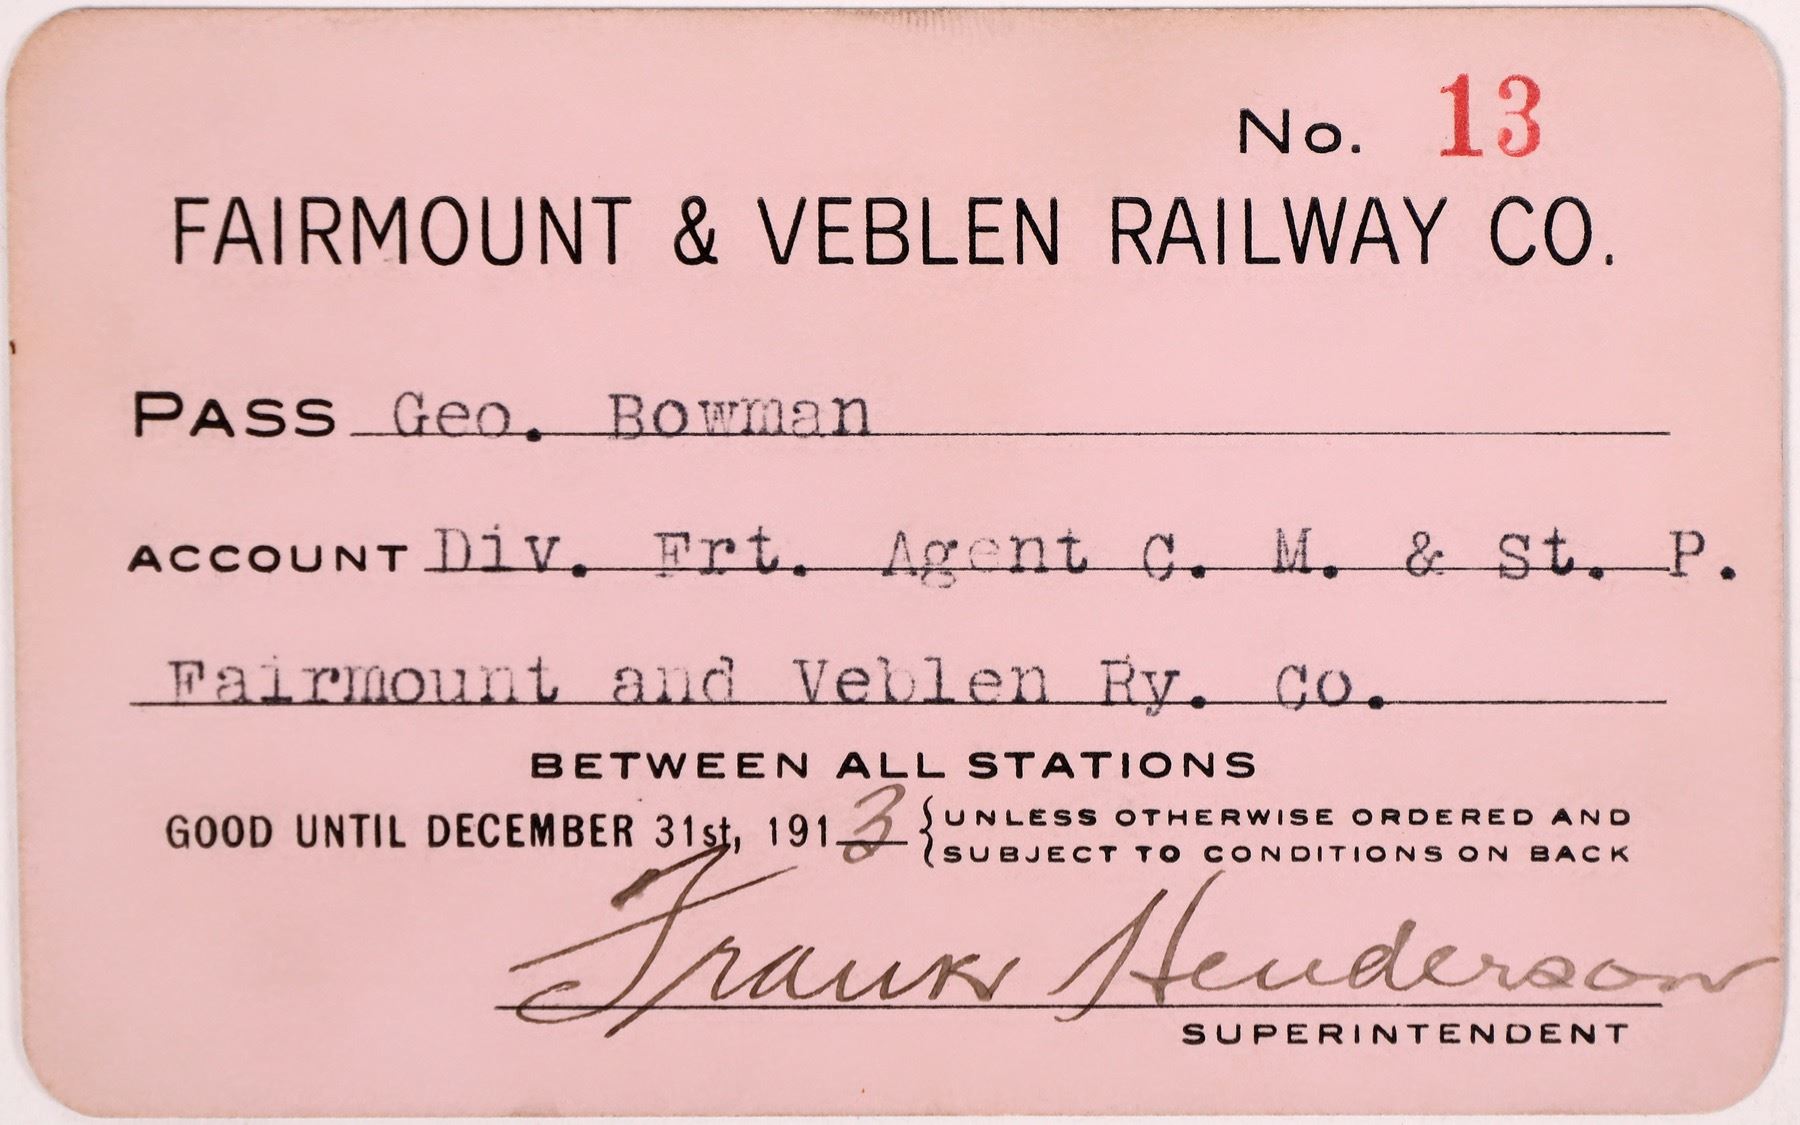 No. 13
FAIRMOUNT & VEBLEN RAILWAY CO.
PASS Geo. Bowman
ACCOUNT Div. Frt. Agent C. M. & St. P.
Fairmount and Veblen Ry. Co.
BETWEEN ALL STATIONS
GOOD UNTIL DECEMBER 31st, 1913 { UNLESS OTHERWISE ORDERED AND
SUBJECT TO CONDITIONS ON BACK
Frank Henderson
SUPERINTENDENT